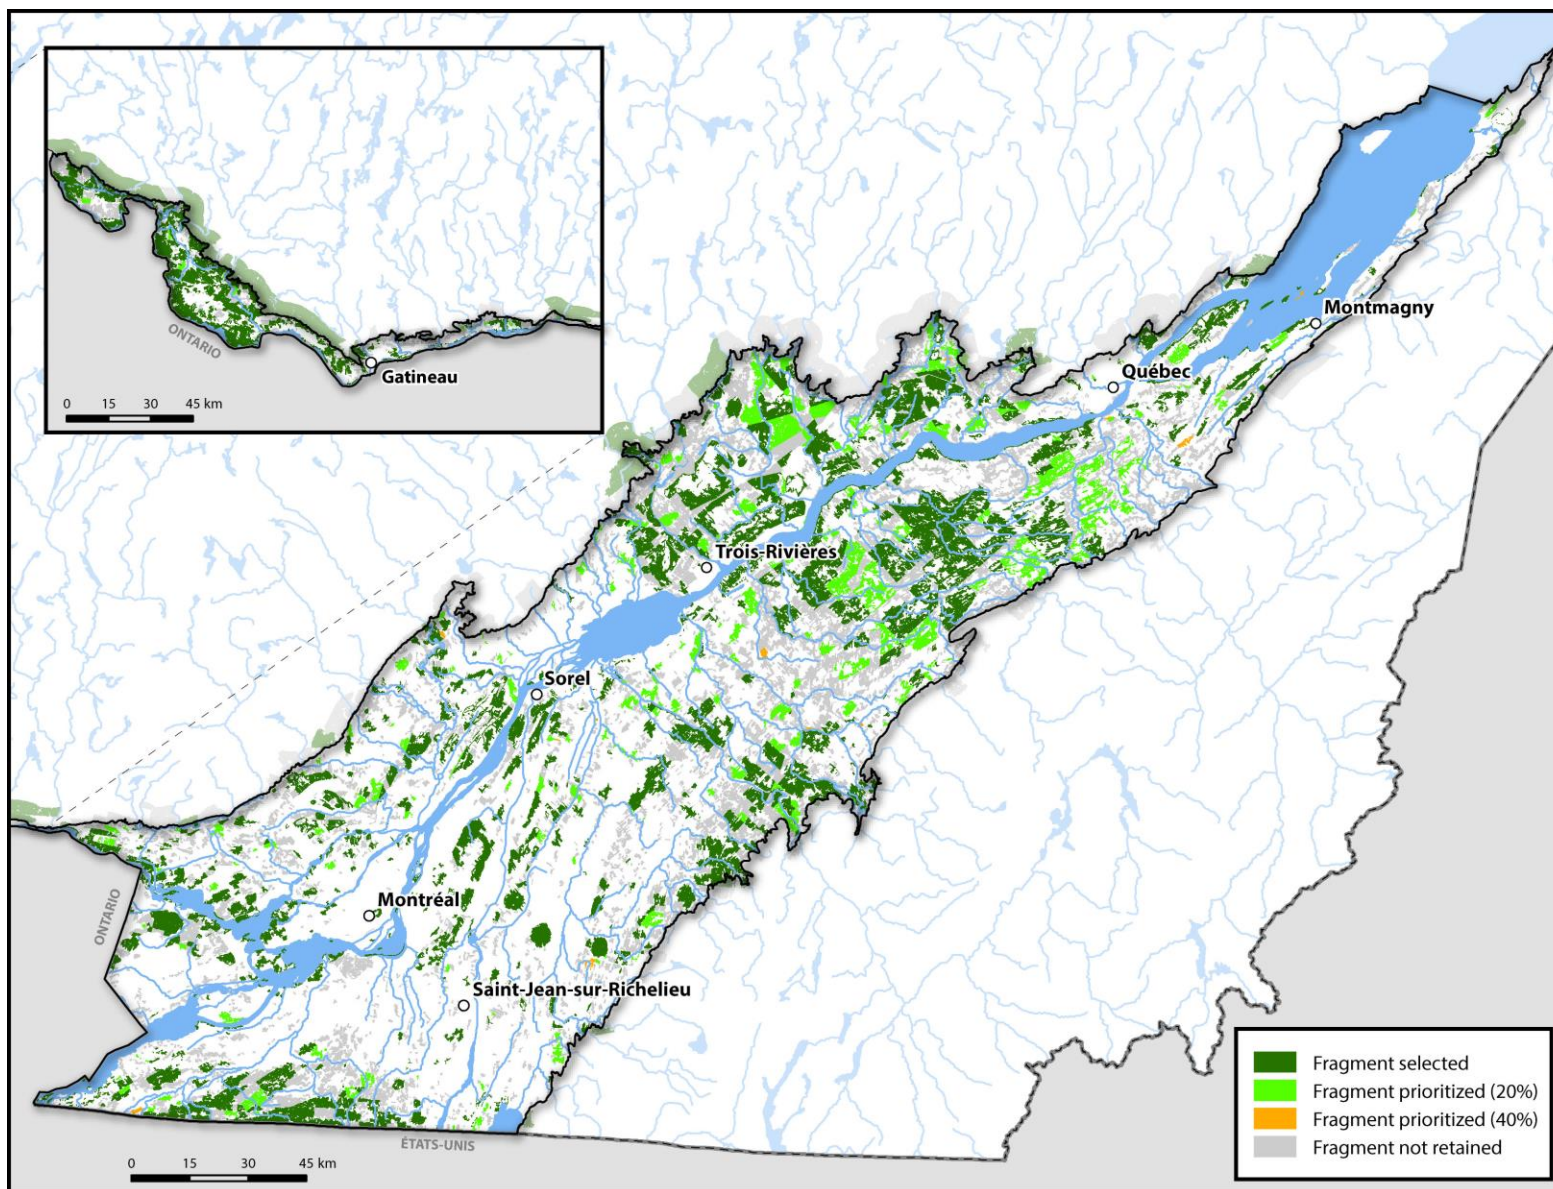 ONTARIO
Gatineau
0 15 30 45 km
Montmagny
Québec
Trois-Rivières
Sorel
Montréal
ONTARIO
Saint-Jean-sur-Richelieu
ÉTATS-UNIS
0 15 30 45 km
Fragment selected
Fragment prioritized (20%)
Fragment prioritized (40%)
Fragment not retained